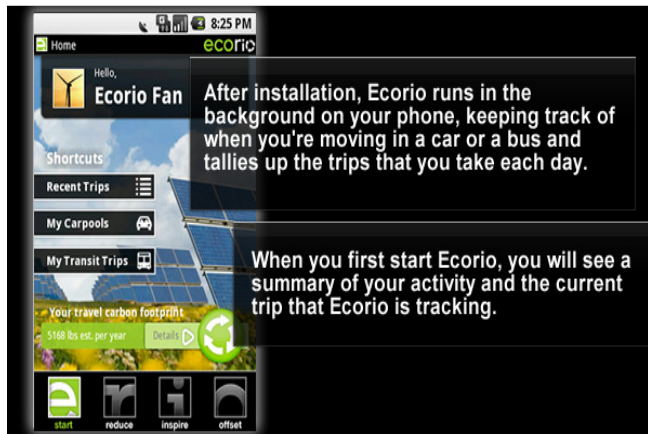 8:25 PM
Home
ecorio
Hello,
Ecorio Fan
After installation, Ecorio runs in the
background on your phone, keeping track of
when you're moving in a car or a bus and
tallies up the trips that you take each day.
Shortcuts
Recent Trips
My Carpools
My Transit Trips
When you first start Ecorio, you will see a
summary of your activity and the current
trip that Ecorio is tracking.
Your travel carbon footprint
5168 lbs est. per year
Details
start
reduce
inspire
offset